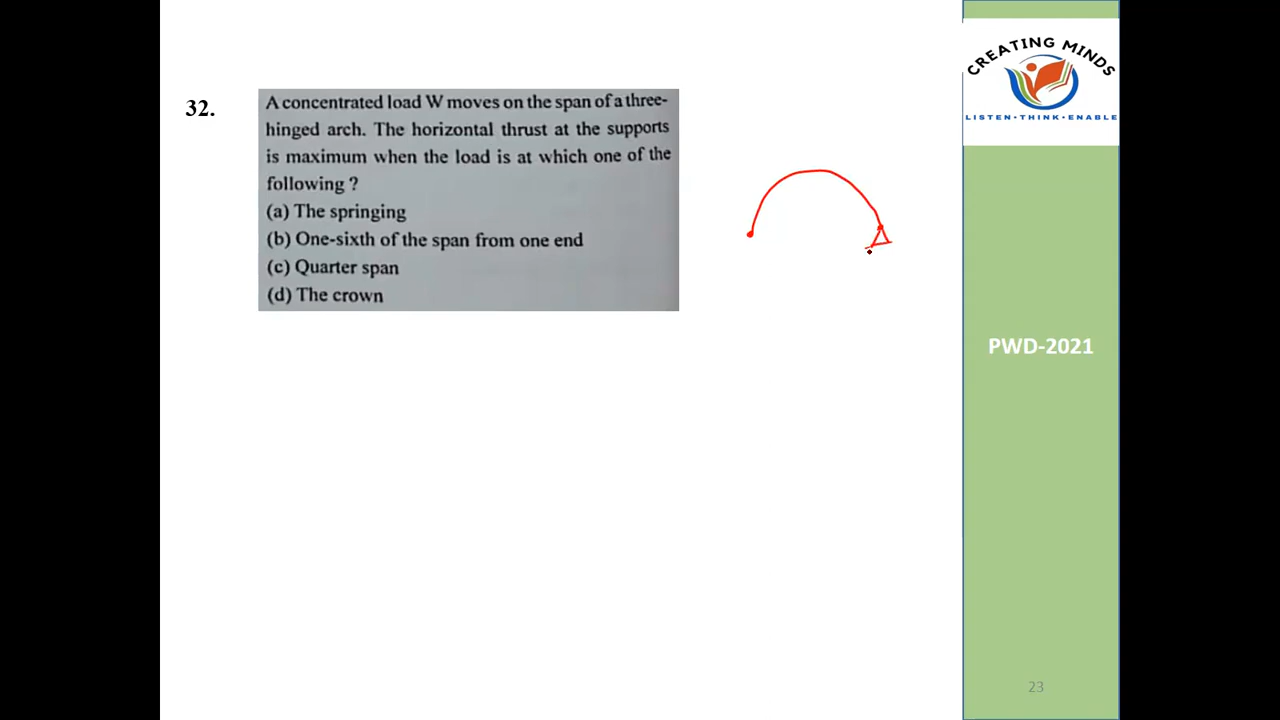 32.
A concentrated load W moves on the span of a three-
hinged arch. The horizontal thrust at the supports
is maximum when the load is at which one of the
following ?
(a) The springing
(b) One-sixth of the span from one end
(c) Quarter span
(d) The crown
CREATING MINDS
LISTEN•THINK•ENABLE
PWD-2021
23